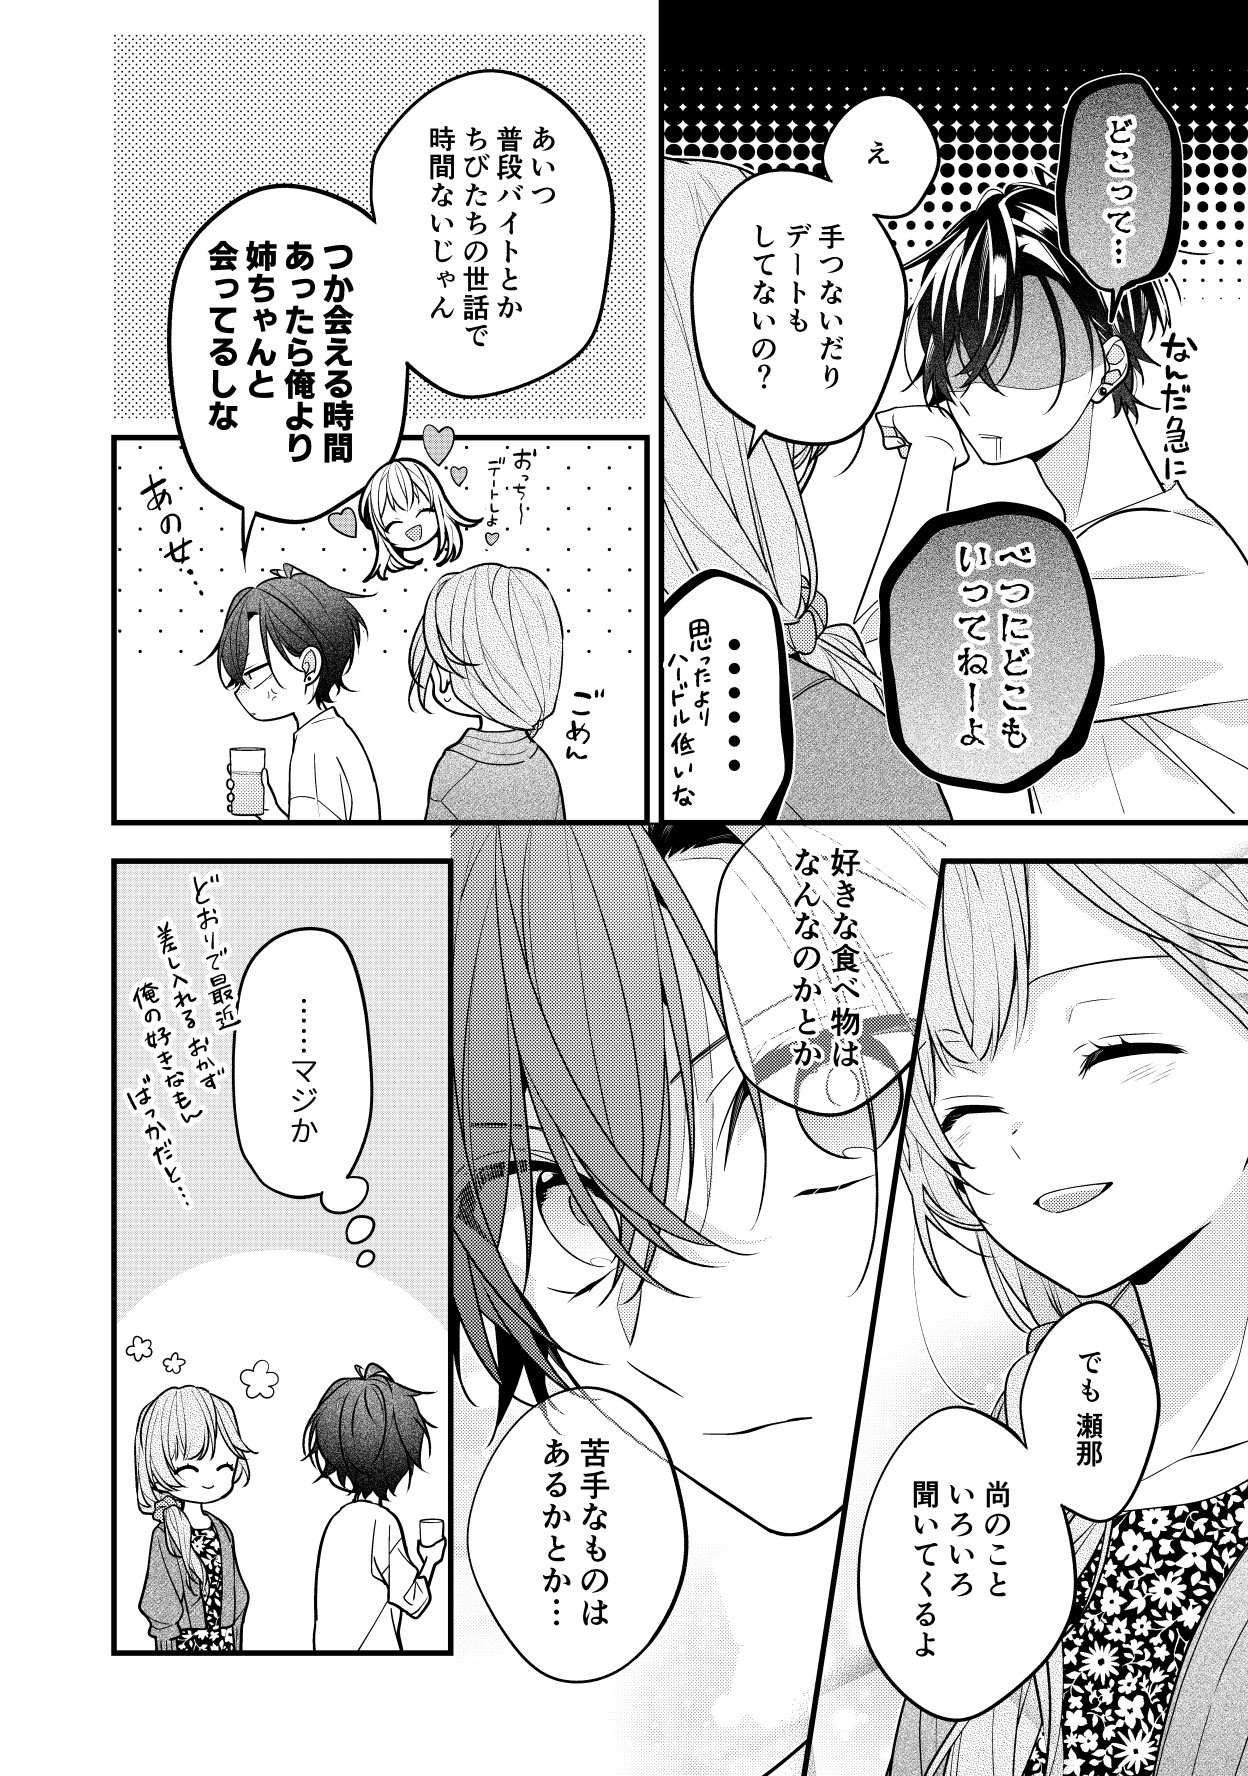 どこって…
なんだ急に
え
手つないだり
デートも
してないの？
べつにどこも
いってねーよ
・・・・・・・
思ったより
ハードル低いな
あいつ
普段バイトとか
ちびたちの世話で
時間ないじゃん
つか会える時間
あったら俺より
姉ちゃんと
会ってるしな
おっち〜
デートしよ
あの女…
ごめん
でも 瀬那
尚のこと
いろいろ
聞いてくるよ
好きな食べ物は
なんなのかとか
苦手なものは
あるかとか…
……マジか
どおりで最近
差し入れるおかず
俺の好きなもん
ばっかだと…